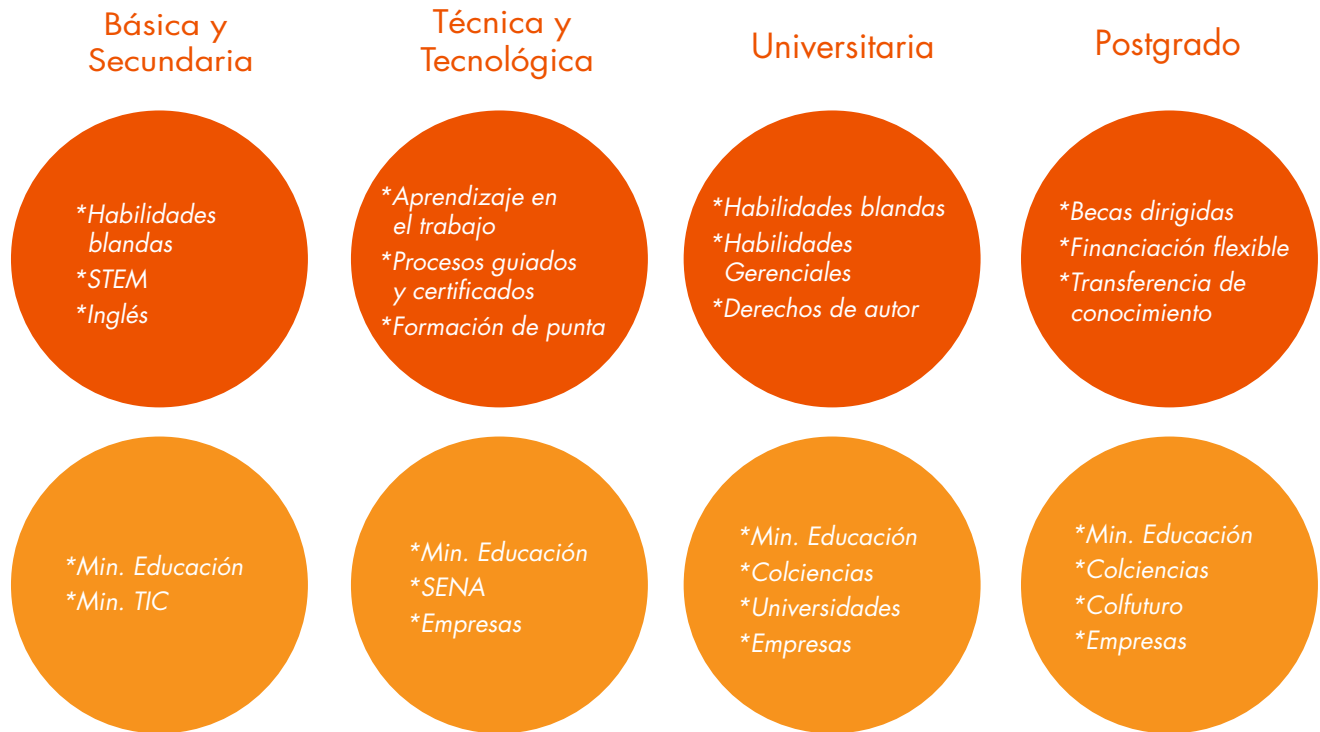 Básica y
Secundaria
Técnica y
Tecnológica
Universitaria
Postgrado
*Habilidades
blandas
*STEM
*Inglés
*Aprendizaje en
el trabajo
*Procesos guiados
y certificados
*Formación de punta
*Habilidades blandas
*Habilidades
Gerenciales
*Derechos de autor
*Becas dirigidas
*Financiación flexible
*Transferencia de
conocimiento
*Min. Educación
*Min. TIC
*Min. Educación
*SENA
*Empresas
*Min. Educación
*Colciencias
*Universidades
*Empresas
*Min. Educación
*Colciencias
*Colfuturo
*Empresas